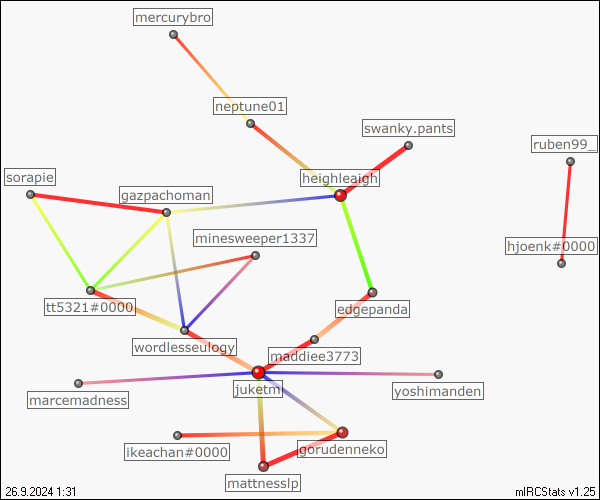 mercurybro
neptune01
swanky.pants
ruben99_
heighleaigh
sorapie
gazpachoman
minesweeper1337
hjoenk#0000
tt5321#0000
edgepanda
wordlesseulogy
maddiee3773
juketm
marcemadness
yoshimanden
ikeachan#0000
gorudenneko
mattnesslp
26.9.2024 1:31
mIRCStats v1.25